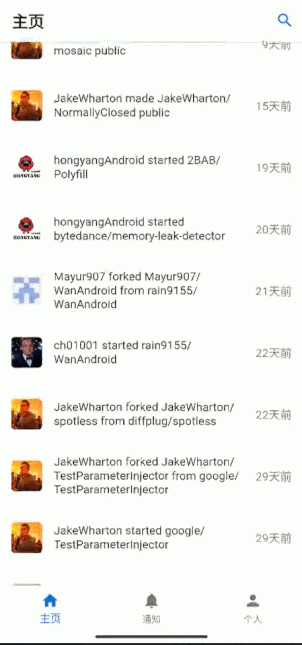 主页
mosaic public
9天前
JakeWharton made JakeWharton/
NormallyClosed public
15天前
hongyangAndroid started 2BAB/
Polyfill
19天前
HONGYANG
hongyangAndroid started
bytedance/memory-leak-detector
20天前
HONGYANG
Mayur907 forked Mayur907/
WanAndroid from rain9155/
WanAndroid
21天前
ch01001 started rain9155/
WanAndroid
22天前
JakeWharton forked JakeWharton/
spotless from diffplug/spotless
22天前
JakeWharton forked JakeWharton/
TestParameterInjector from google/
TestParameterInjector
29天前
JakeWharton started google/
TestParameterInjector
29天前
主页
通知
个人